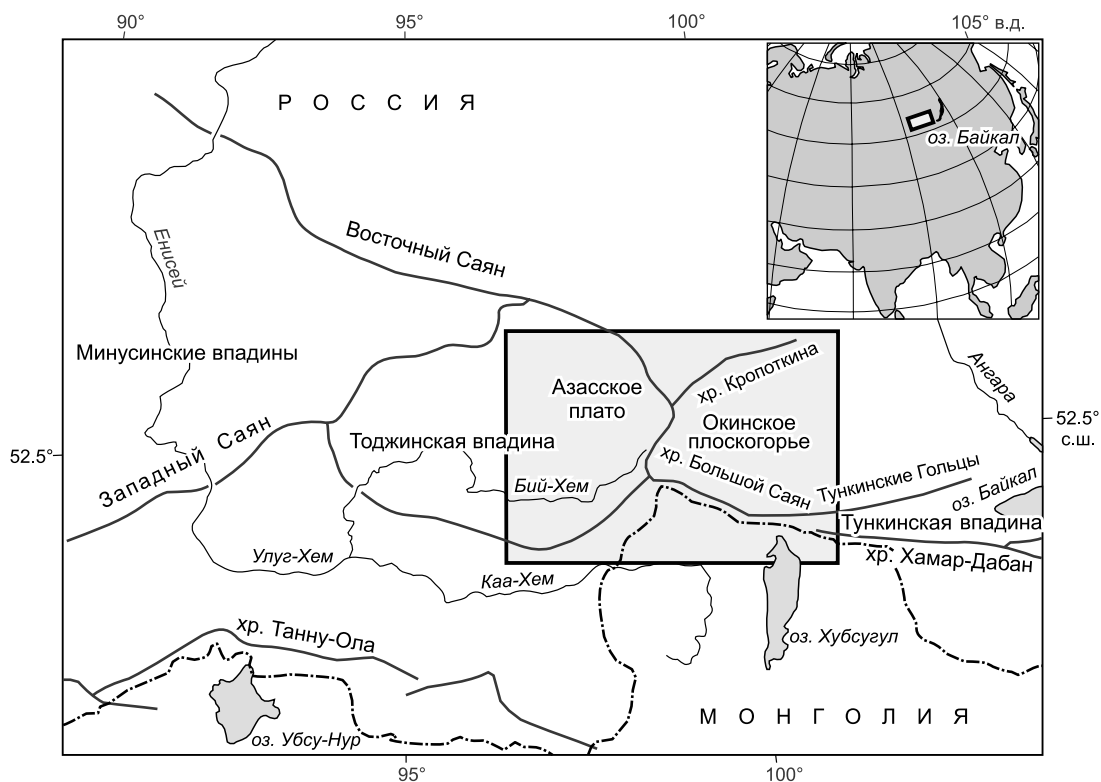 90°
95°
100°
105° в.д.
РОССИЯ
оз. Байкал
Енисей
Восточный Саян
Минусинские впадины
Азасское
плато
хр. Кропоткина
Ангара
Окинское
плоскогорье
52.5°
с.ш.
Западный Саян
Тоджинская впадина
52.5°
Бий-Хем
хр. Большой Саян
Тункинские Гольцы
оз. Байкал
Тункинская впадина
Улуг-Хем
Каа-Хем
хр. Хамар-Дабан
хр. Танну-Ола
оз. Хубсугул
оз. Убсу-Нур
МОНГОЛИЯ
95°
100°